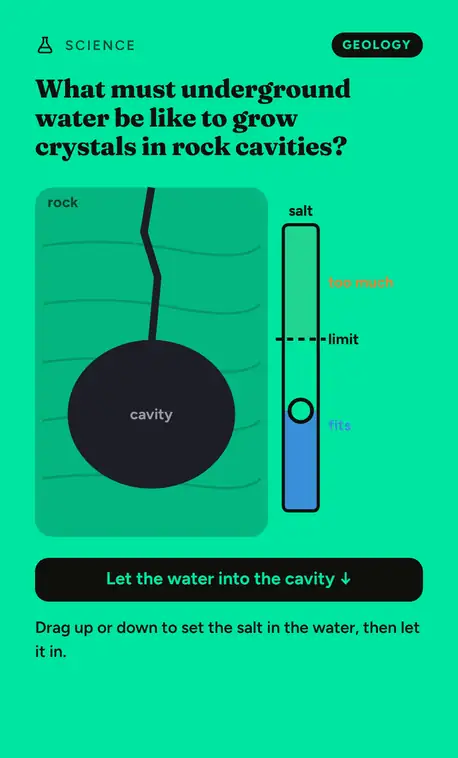 SCIENCE
GEOLOGY
What must underground
water be like to grow
crystals in rock cavities?
rock
salt
too much
limit
cavity
fits
Let the water into the cavity ↓
Drag up or down to set the salt in the water, then let
it in.